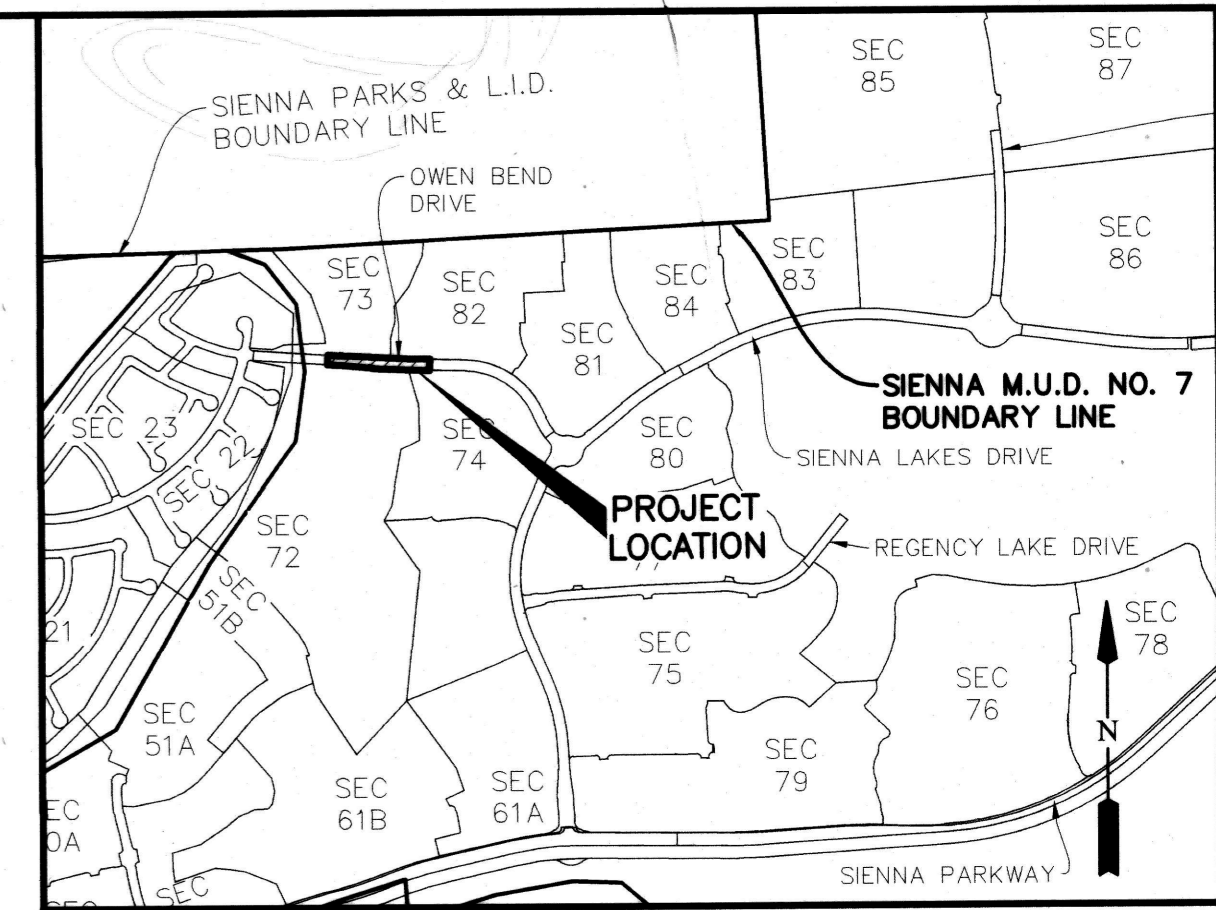 SEC
85
SEC
87
SIENNA PARKS & L.I.D.
BOUNDARY LINE
OWEN BEND
DRIVE
SEC
73
SEC
82
SEC
81
SEC
84
SEC
83
SEC
86
SIENNA M.U.D. NO. 7
BOUNDARY LINE
SEC 23
SEC 22
SEC
74
SEC
80
SIENNA LAKES DRIVE
PROJECT
LOCATION
SEC
72
REGENCY LAKE DRIVE
SEC
51B
21
SEC
75
SEC
78
SEC
76
N
SEC
51A
SEC
79
SEC
61B
SEC
61A
EC
0A
SIENNA PARKWAY
SEC